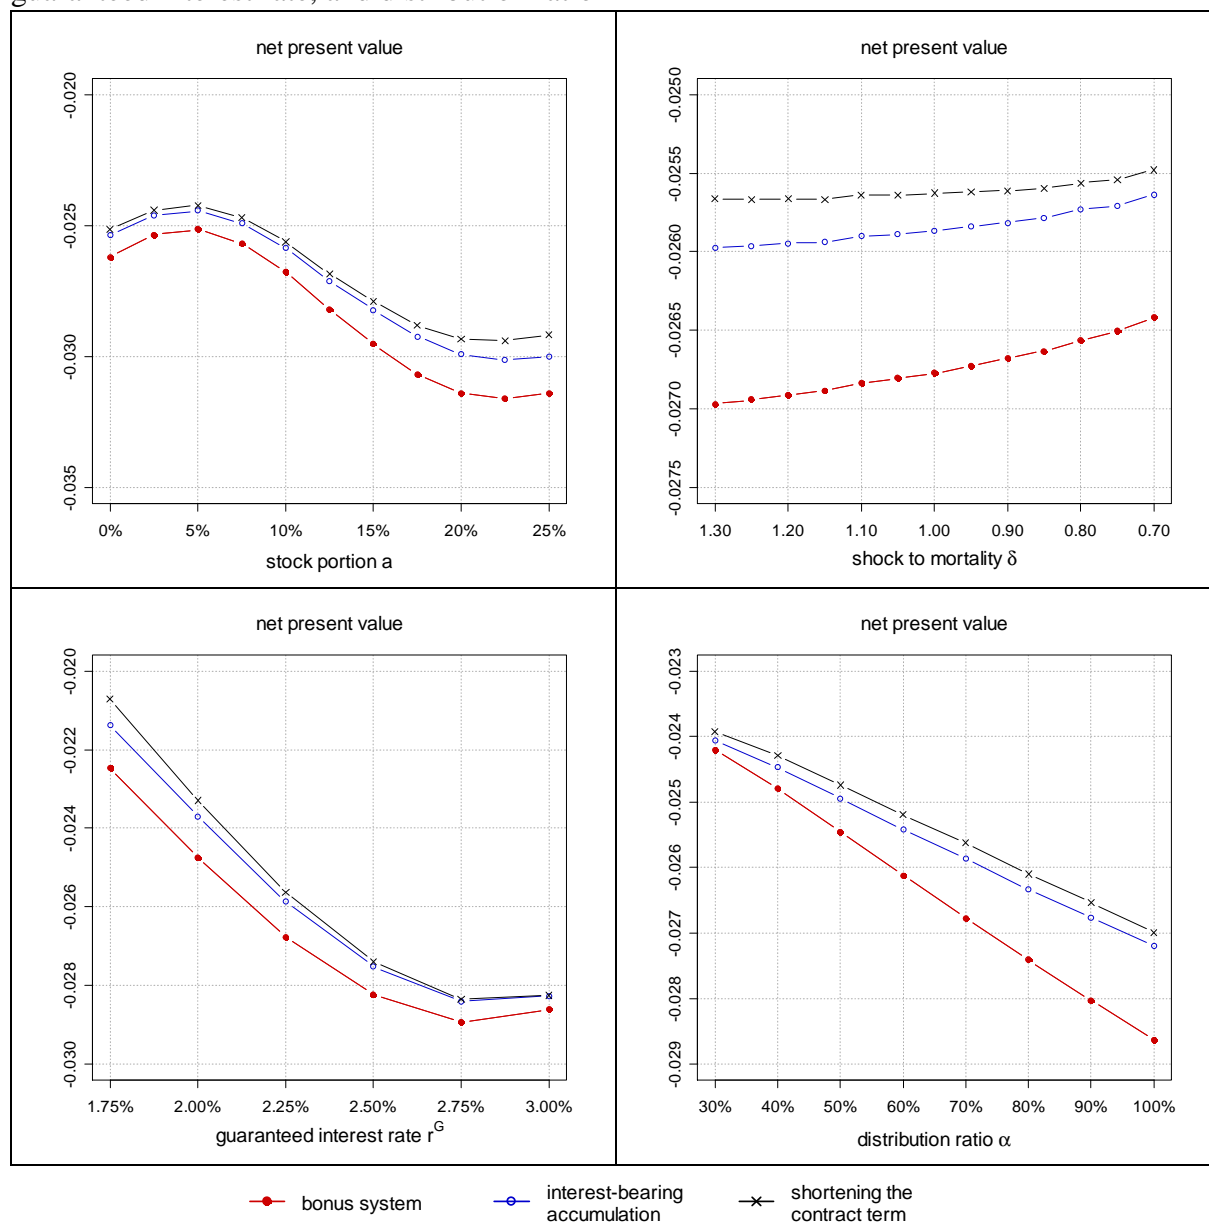 guaranteed interest rate, and distribution ratio
net present value
-0.020
-0.025
-0.030
-0.035
0% 5% 10% 15% 20% 25%
stock portion a
net present value
-0.0250
-0.0255
-0.0260
-0.0265
-0.0270
-0.0275
1.30 1.20 1.10 1.00 0.90 0.80 0.70
shock to mortality δ
net present value
-0.020
-0.022
-0.024
-0.026
-0.028
-0.030
1.75% 2.00% 2.25% 2.50% 2.75% 3.00%
guaranteed interest rate r^G
net present value
-0.023
-0.024
-0.025
-0.026
-0.027
-0.028
-0.029
30% 40% 50% 60% 70% 80% 90% 100%
distribution ratio α
bonus system
interest-bearing
accumulation
shortening the
contract term